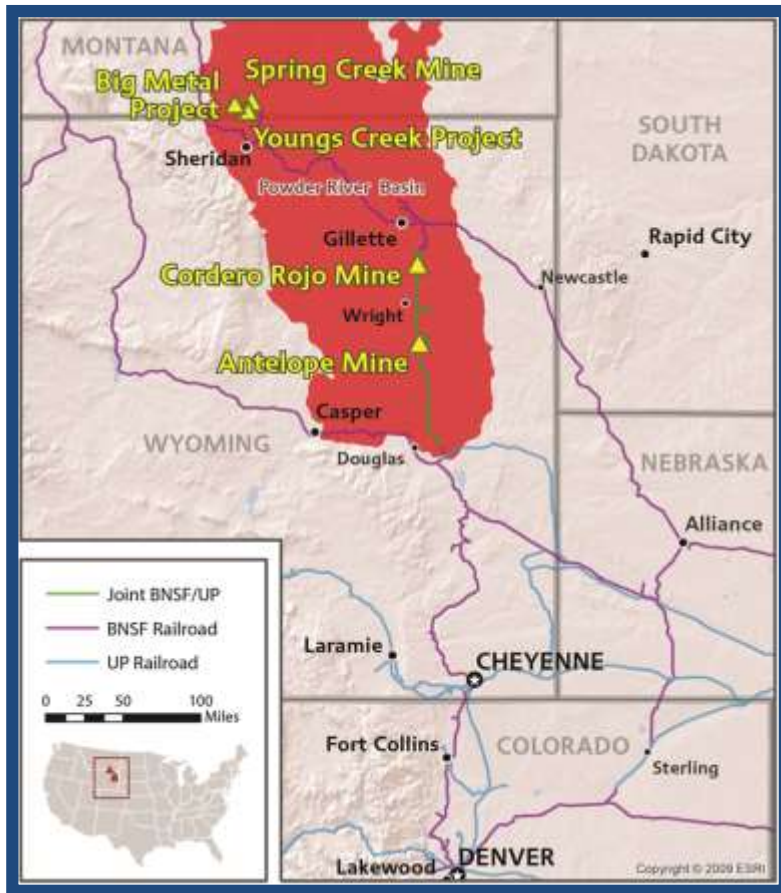 MONTANA
Spring Creek Mine
Big Metal
Project
Youngs Creek Project
Sheridan
SOUTH
DAKOTA
Powder River Basin
Gillette
Rapid City
Cordero Rojo Mine
Newcastle
Wright
Antelope Mine
Casper
WYOMING
Douglas
NEBRASKA
Alliance
Joint BNSF/UP
BNSF Railroad
UP Railroad
0 25 50 100
Miles
Laramie
CHEYENNE
Fort Collins
COLORADO
Sterling
Lakewood
DENVER
Copyright © 2009 ESRI